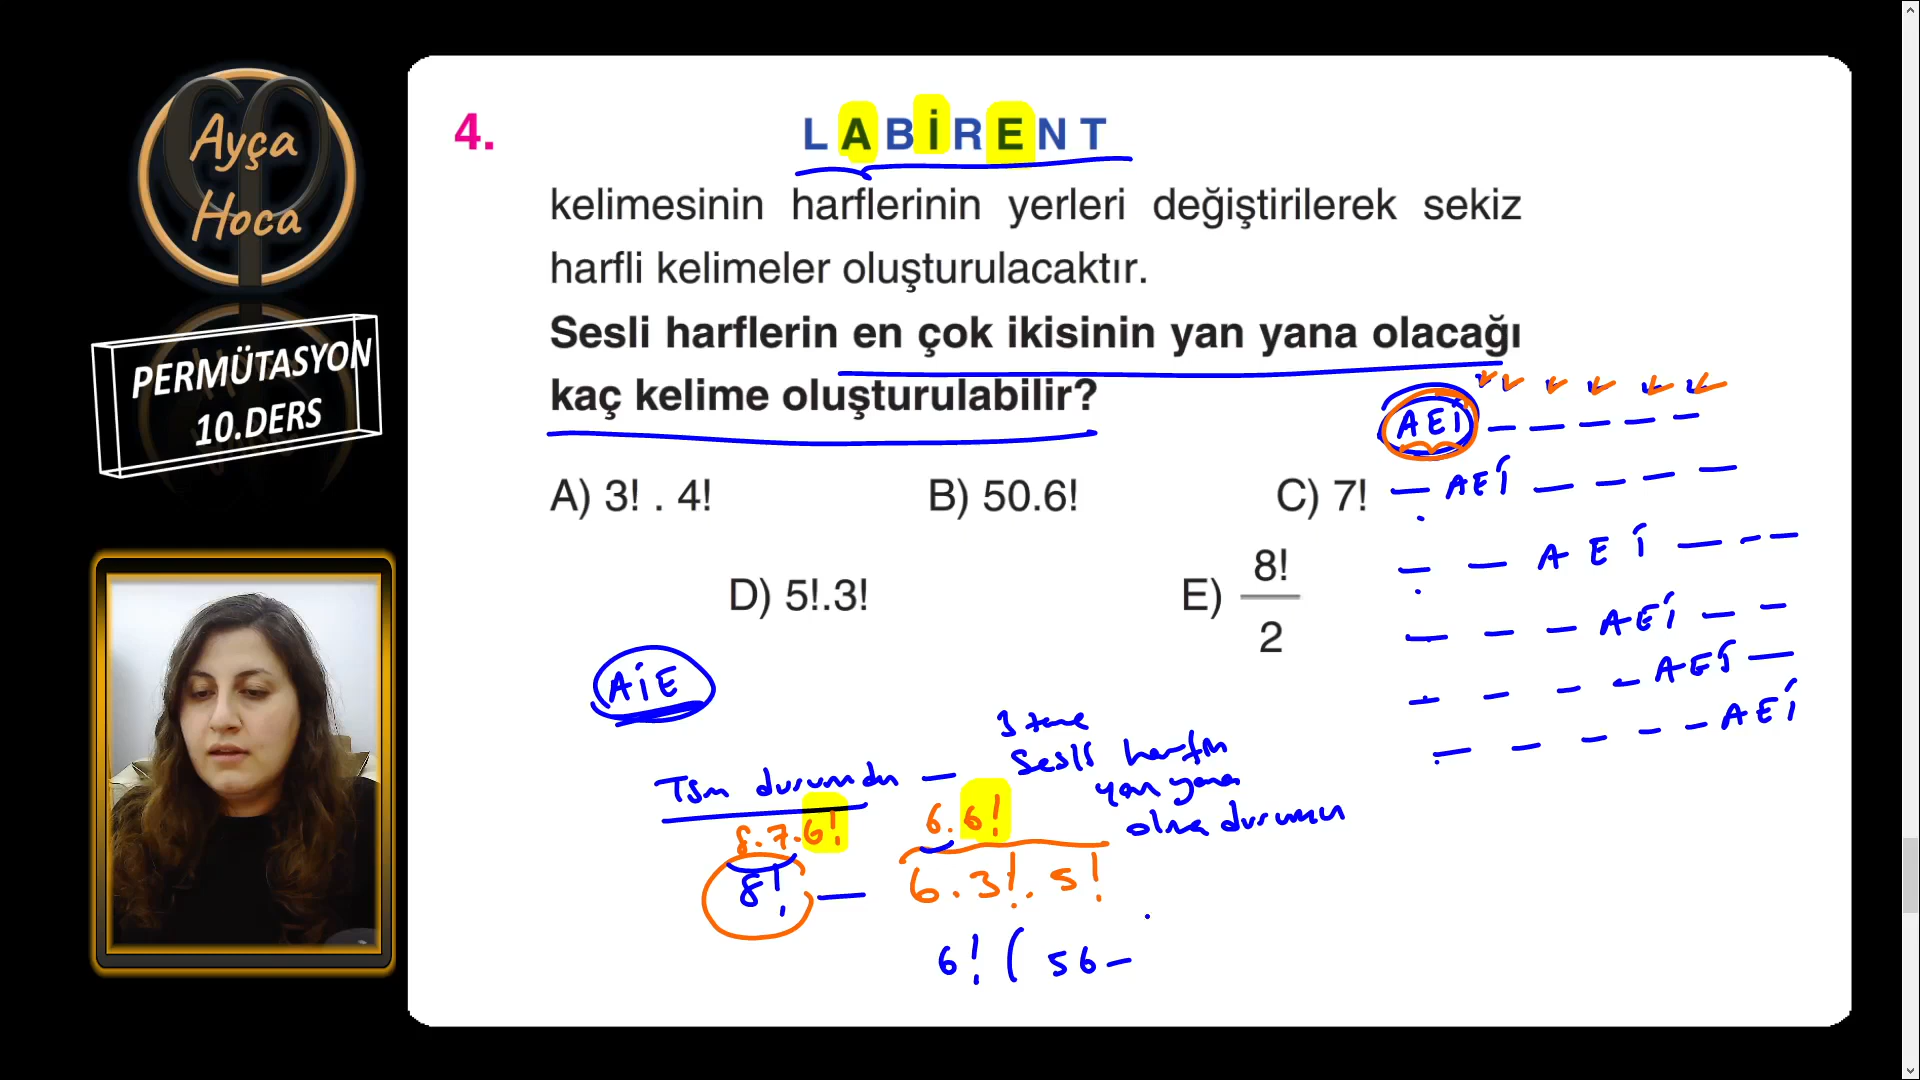 Ayça
Hoca
PERMÜTASYON
10.DERS
4.
LABİRENT
kelimesinin harflerinin yerleri değiştirilerek sekiz
harfli kelimeler oluşturulacaktır.
Sesli harflerin en çok ikisinin yan yana olacağı
kaç kelime oluşturulabilir?
A) 3! . 4!
B) 50.6!
C) 7!
D) 5!.3!
E) 8!/2
AEİ _ _ _ _ _
_ AEİ _ _ _ _
_ _ AEİ _ _ _
_ _ _ AEİ _ _
_ _ _ _ AEİ _
_ _ _ _ _ AEİ
AİE
Tüm durumdn —
3 tane
Sesli harfin
yan yana
olma durumu
8.7.6! 6.6!
8! — 6.3!.5!
6! ( 56 –